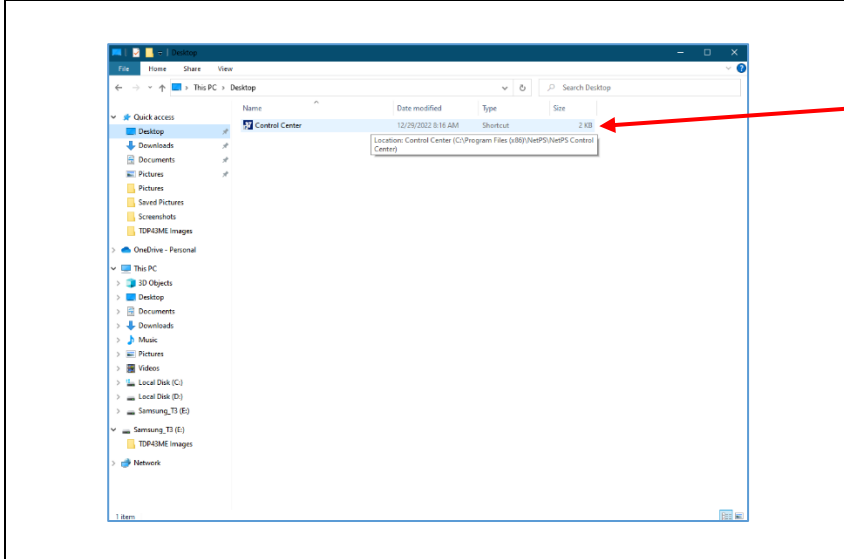 Desktop
File Home Share View
This PC Desktop
Search Desktop
Name Date modified Type Size
Control Center 12/29/2022 8:16 AM Shortcut 2 KB
Location: Control Center (C:\Program Files (x86)\NetPS\NetPS Control
Center)
Quick access
Desktop
Downloads
Documents
Pictures
Pictures
Saved Pictures
Screenshots
TDP43ME Images
OneDrive - Personal
This PC
3D Objects
Desktop
Documents
Downloads
Music
Pictures
Videos
Local Disk (C:)
Local Disk (D:)
Samsung_T3 (E:)
Samsung_T3 (E:)
TDP43ME Images
Network
1 item